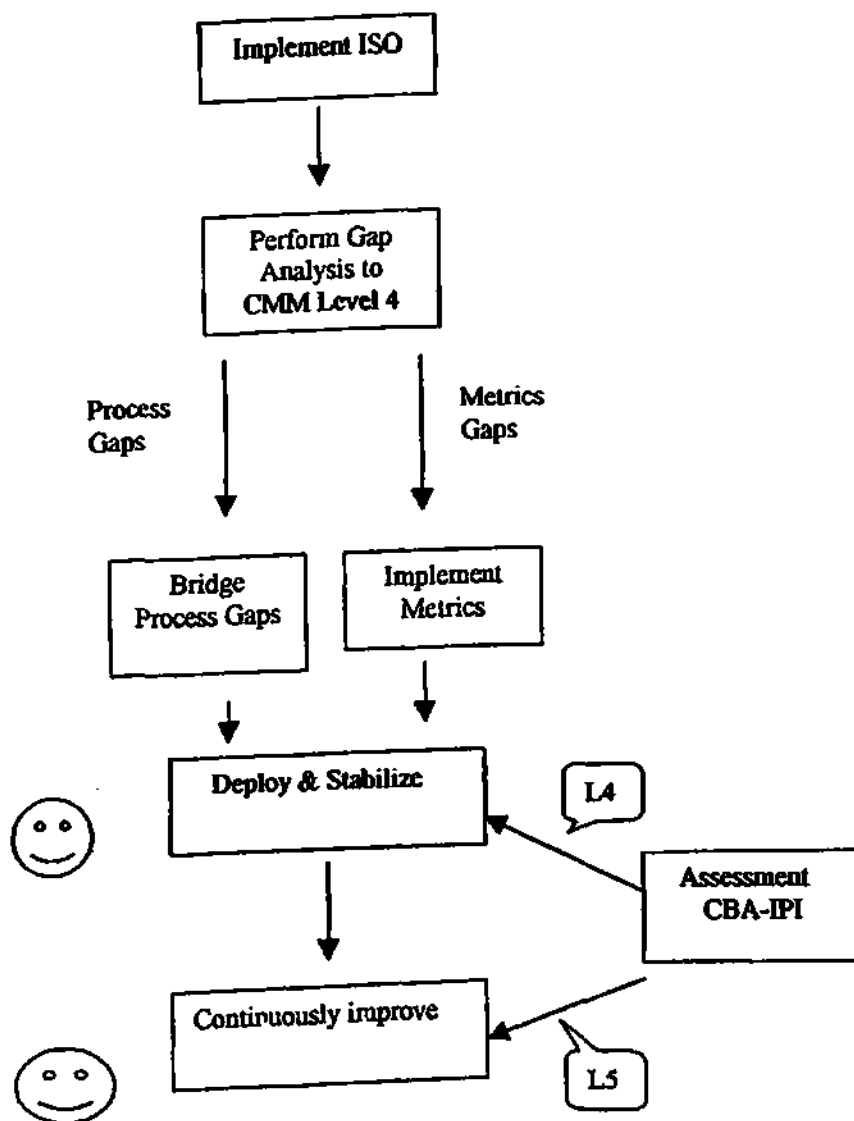 Implement ISO
Perform Gap
Analysis to
CMM Level 4
Process
Gaps
Metrics
Gaps
Bridge
Process Gaps
Implement
Metrics
Deploy & Stabilize
L4
Assessment
CBA-IPI
Continuously improve
L5